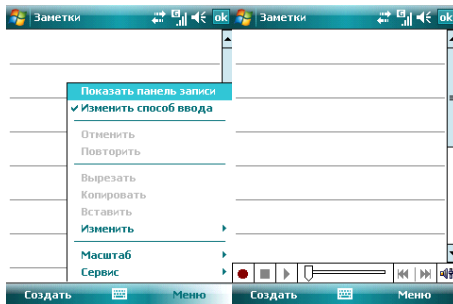 Заметки
ok
Показать панель записи
Изменить способ ввода
Отменить
Повторить
Вырезать
Копировать
Вставить
Изменить
Масштаб
Сервис
Создать
Меню
Заметки
ok
Создать
Меню